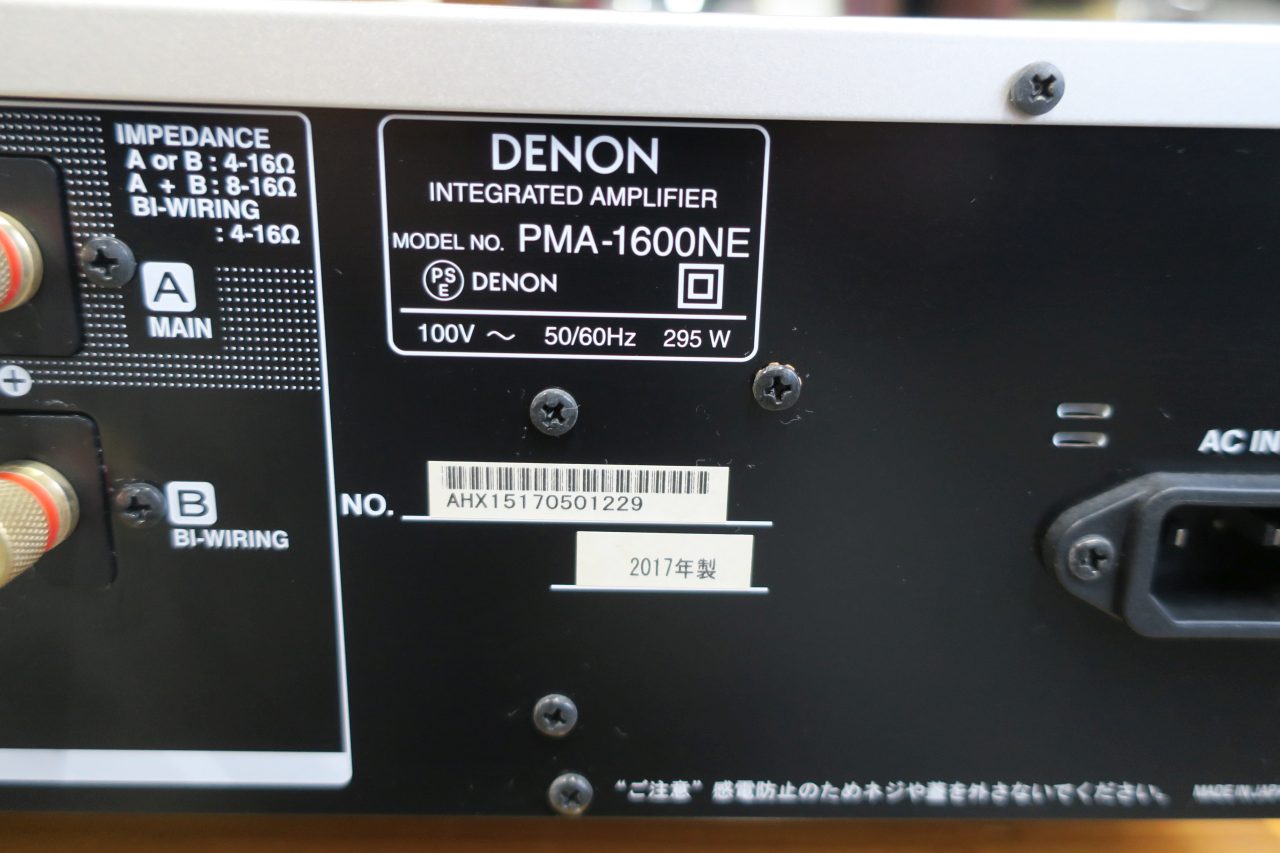 IMPEDANCE
A or B : 4-16Ω
A + B : 8-16Ω
BI-WIRING
: 4-16Ω
A
MAIN
B
BI-WIRING
DENON
INTEGRATED AMPLIFIER
MODEL NO. PMA-1600NE
PSE DENON
100V ～ 50/60Hz 295 W
NO. AHX15170501229
2017年製
AC IN
"ご注意" 感電防止のためネジや蓋を外さないでください。 MADE IN JAPA